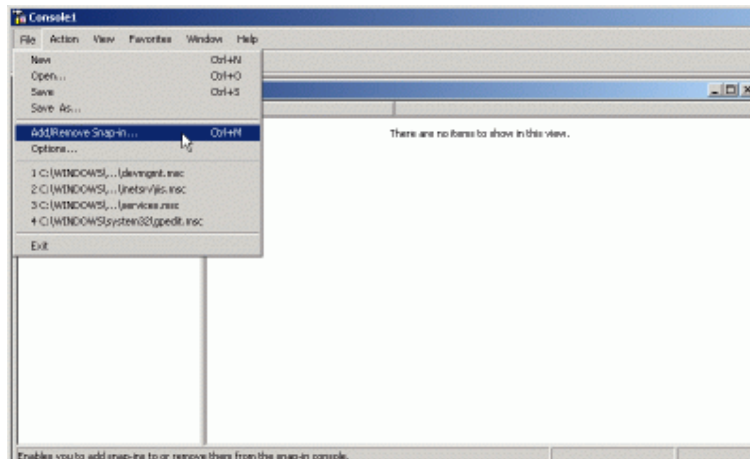 Console1
File Action View Favorites Window Help
New Ctrl+N
Open... Ctrl+O
Save Ctrl+S
Save As...
Add/Remove Snap-in... Ctrl+M
Options...
1 C:\WINDOWS\...\devmgmt.msc
2 C:\WINDOWS\...\inetsrv\iis.msc
3 C:\WINDOWS\...\services.msc
4 C:\WINDOWS\system32\gpedit.msc
Exit
There are no items to show in this view.
Enables you to add snap-ins to or remove them from the snap-in console.